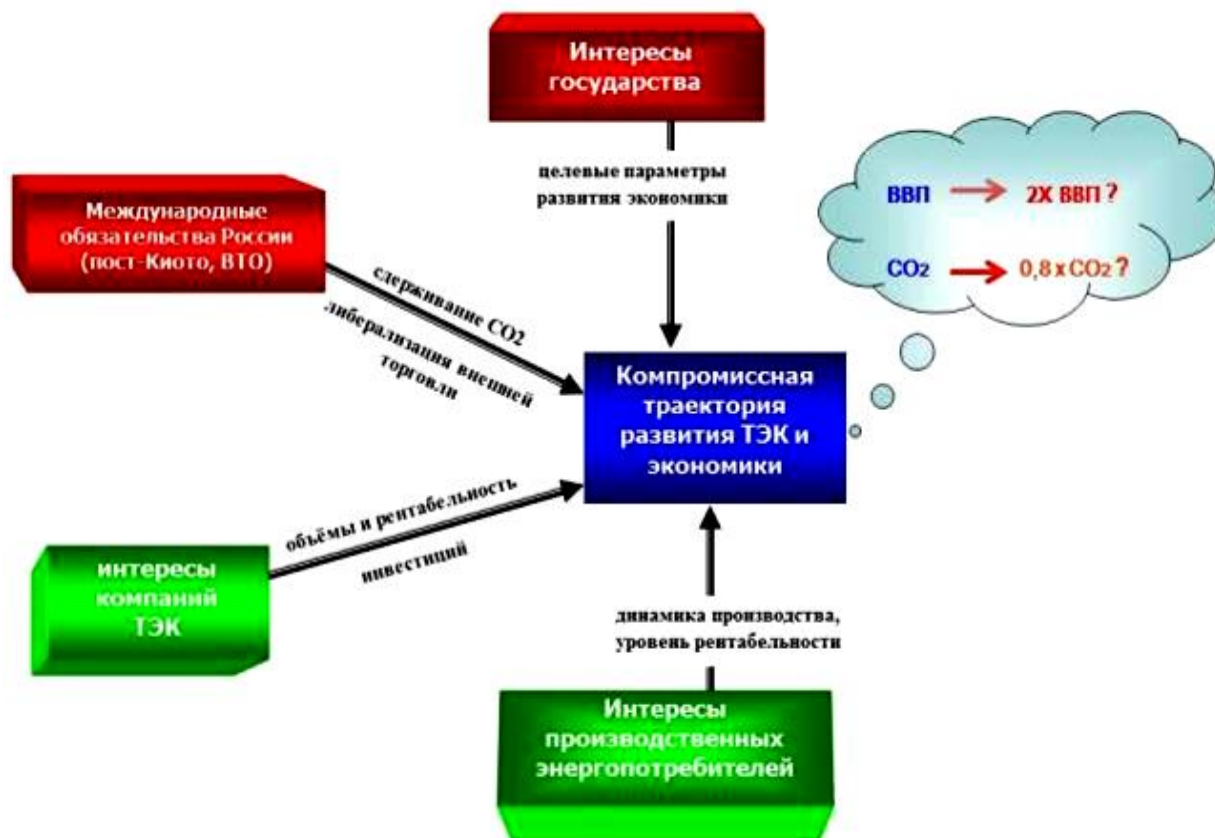 Интересы
государства
целевые параметры
развития экономики
ВВП
2X ВВП ?
CO2
0,8 x CO2 ?
Международные
обязательства России
(пост-Киото, ВТО)
сдерживание CO2
либерализация внешней
торговли
Компромиссная
траектория
развития ТЭК и
экономики
объёмы и рентабельность
инвестиций
интересы
компаний
ТЭК
динамика производства,
уровень рентабельности
Интересы
производственных
энергопотребителей